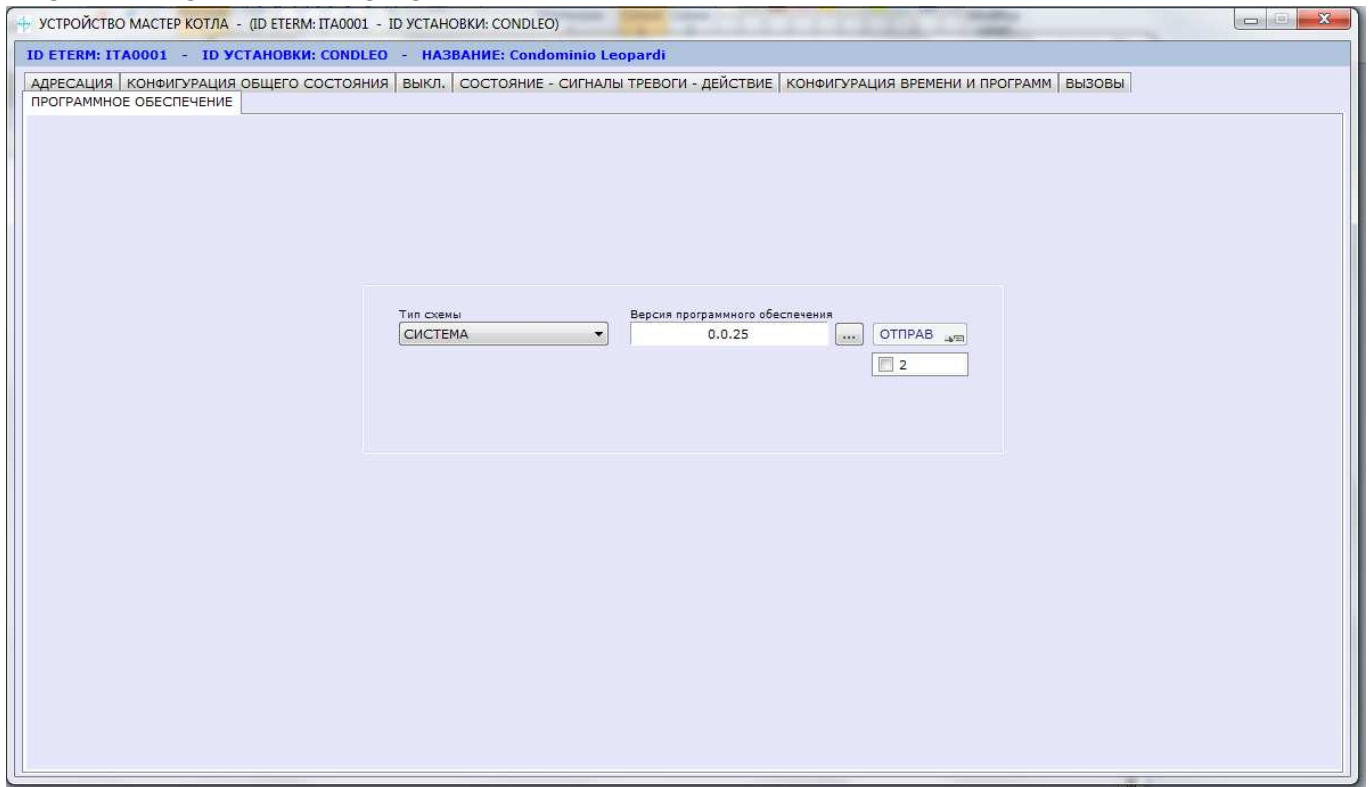 УСТРОЙСТВО МАСТЕР КОТЛА - (ID ETERM: ITA0001 - ID УСТАНОВКИ: CONDLEO)
ID ETERM: ITA0001 - ID УСТАНОВКИ: CONDLEO - НАЗВАНИЕ: Condominio Leopardi
АДРЕСАЦИЯ КОНФИГУРАЦИЯ ОБЩЕГО СОСТОЯНИЯ ВЫКЛ. СОСТОЯНИЕ - СИГНАЛЫ ТРЕВОГИ - ДЕЙСТВИЕ КОНФИГУРАЦИЯ ВРЕМЕНИ И ПРОГРАММ ВЫЗОВЫ
ПРОГРАММНОЕ ОБЕСПЕЧЕНИЕ
Тип схемы Версия программного обеспечения
СИСТЕМА 0.0.25 ... ОТПРАВ
2